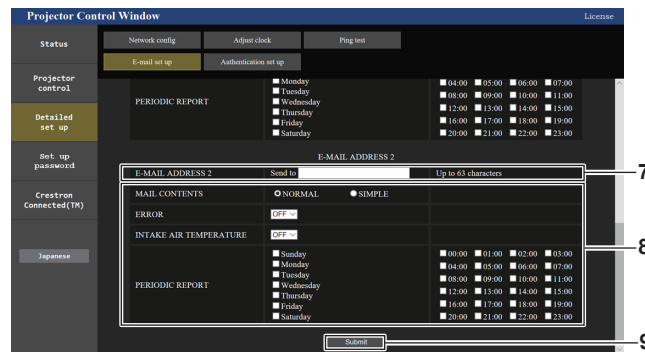 Projector Control Window License
Status
Network config Adjust clock Ping test
E-mail set up Authentication set up
Projector
control
Detailed
set up
Set up
password
Crestron
Connected(TM)
Japanese
PERIODIC REPORT
Monday
Tuesday
Wednesday
Thursday
Friday
Saturday
04:00 05:00 06:00 07:00
08:00 09:00 10:00 11:00
12:00 13:00 14:00 15:00
16:00 17:00 18:00 19:00
20:00 21:00 22:00 23:00
E-MAIL ADDRESS 2
E-MAIL ADDRESS 2 Send to Up to 63 characters
7
MAIL CONTENTS NORMAL SIMPLE
ERROR OFF
INTAKE AIR TEMPERATURE OFF
8
PERIODIC REPORT
Sunday
Monday
Tuesday
Wednesday
Thursday
Friday
Saturday
00:00 01:00 02:00 03:00
04:00 05:00 06:00 07:00
08:00 09:00 10:00 11:00
12:00 13:00 14:00 15:00
16:00 17:00 18:00 19:00
20:00 21:00 22:00 23:00
Submit
9